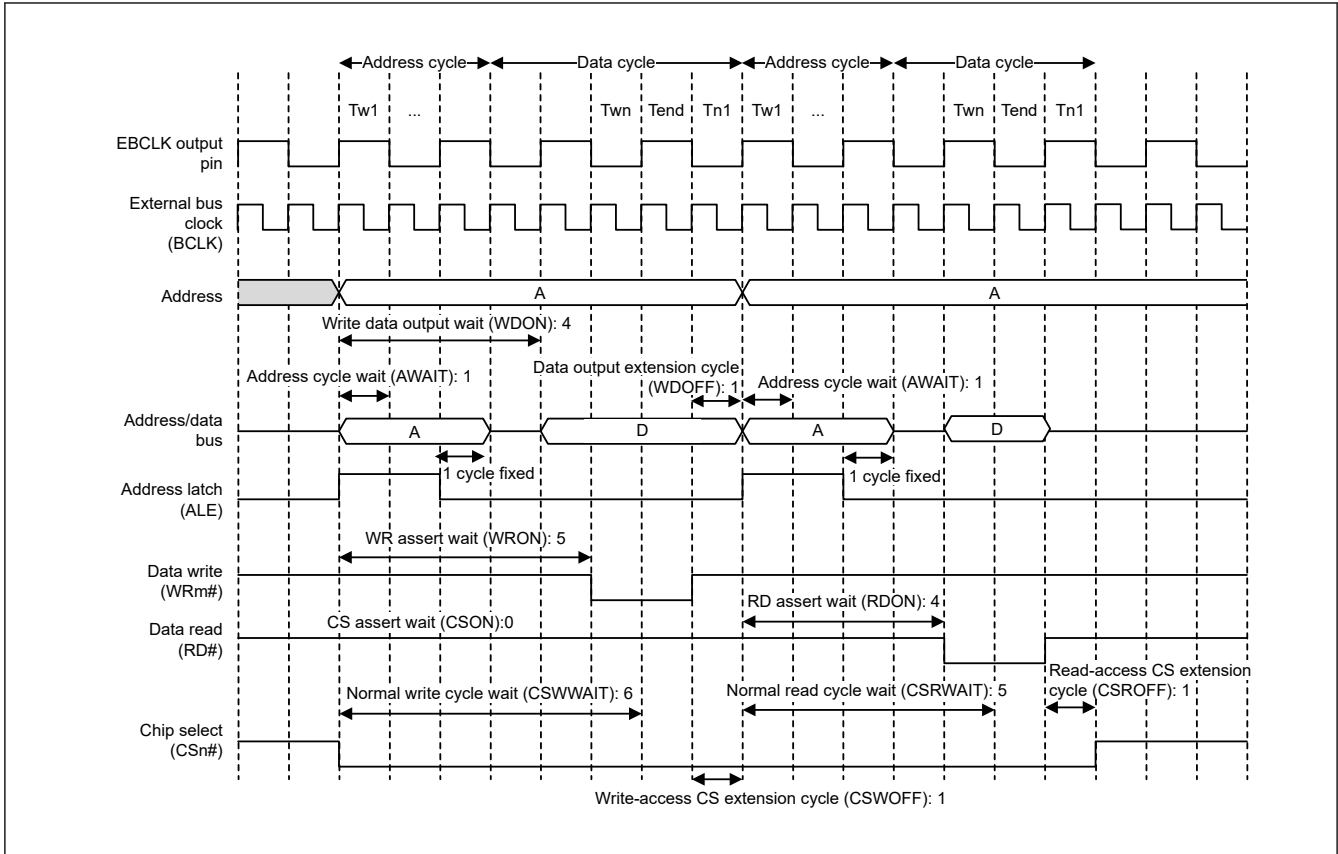 Address cycle Data cycle Address cycle Data cycle
Tw1 ... Twn Tend Tn1 Tw1 ... Twn Tend Tn1
EBCLK output
pin
External bus
clock
(BCLK)
Address A A
Write data output wait (WDON): 4
Data output extension cycle
(WDOFF): 1
Address cycle wait (AWAIT): 1
Address cycle wait (AWAIT): 1
Address/data
bus
A D A D
1 cycle fixed
1 cycle fixed
Address latch
(ALE)
WR assert wait (WRON): 5
Data write
(WRm#)
RD assert wait (RDON): 4
CS assert wait (CSON):0
Data read
(RD#)
Read-access CS extension
cycle (CSROFF): 1
Normal write cycle wait (CSWWAIT): 6
Normal read cycle wait (CSRWAIT): 5
Chip select
(CSn#)
Write-access CS extension cycle (CSWOFF): 1